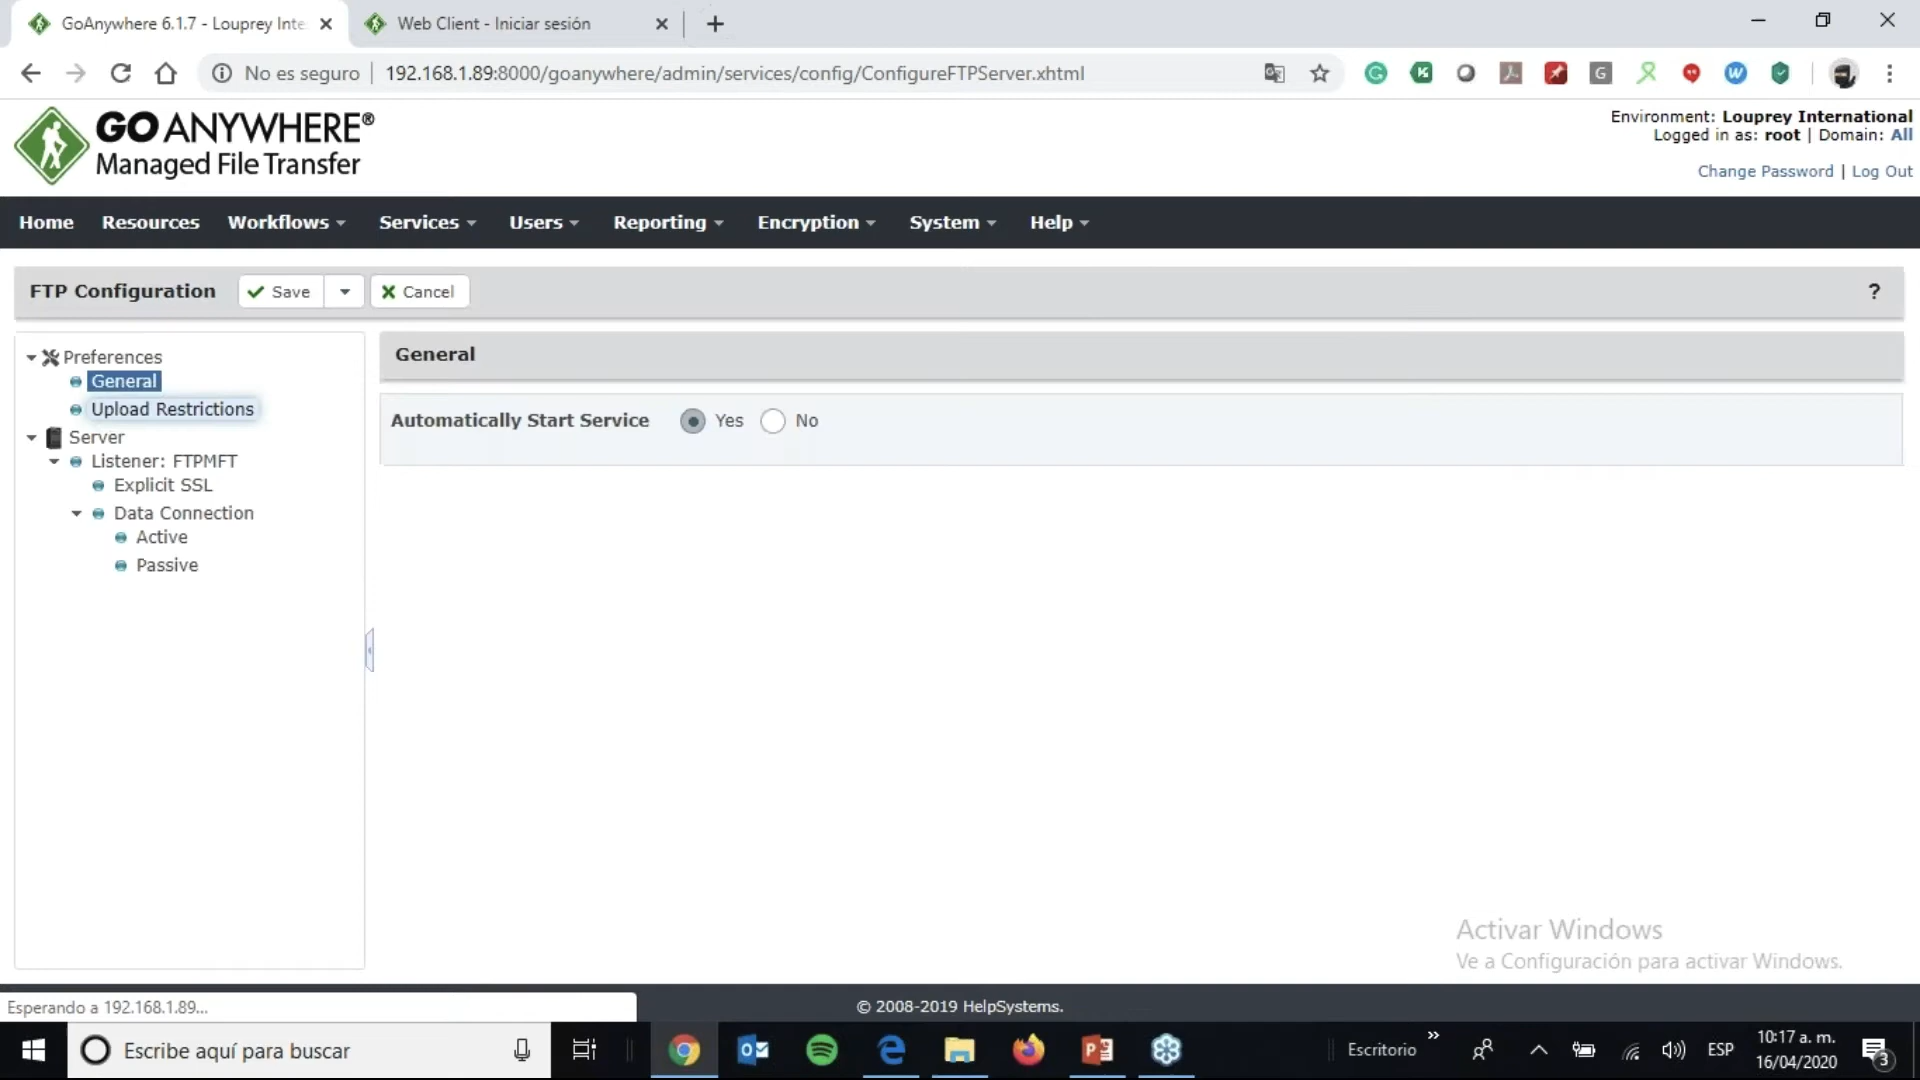 GoAnywhere 6.1.7 - Louprey Inte
Web Client - Iniciar sesión
No es seguro
192.168.1.89:8000/goanywhere/admin/services/config/ConfigureFTPServer.xhtml
GO ANYWHERE®
Managed File Transfer
Environment: Louprey International
Logged in as: root | Domain: All
Change Password | Log Out
Home Resources Workflows Services Users Reporting Encryption System Help
FTP Configuration Save Cancel ?
Preferences
General
Upload Restrictions
Server
Listener: FTPMFT
Explicit SSL
Data Connection
Active
Passive
General
Automatically Start Service Yes No
Activar Windows
Ve a Configuración para activar Windows.
Esperando a 192.168.1.89...
© 2008-2019 HelpSystems.
Escribe aquí para buscar
Escritorio
ESP
10:17 a. m.
16/04/2020
3